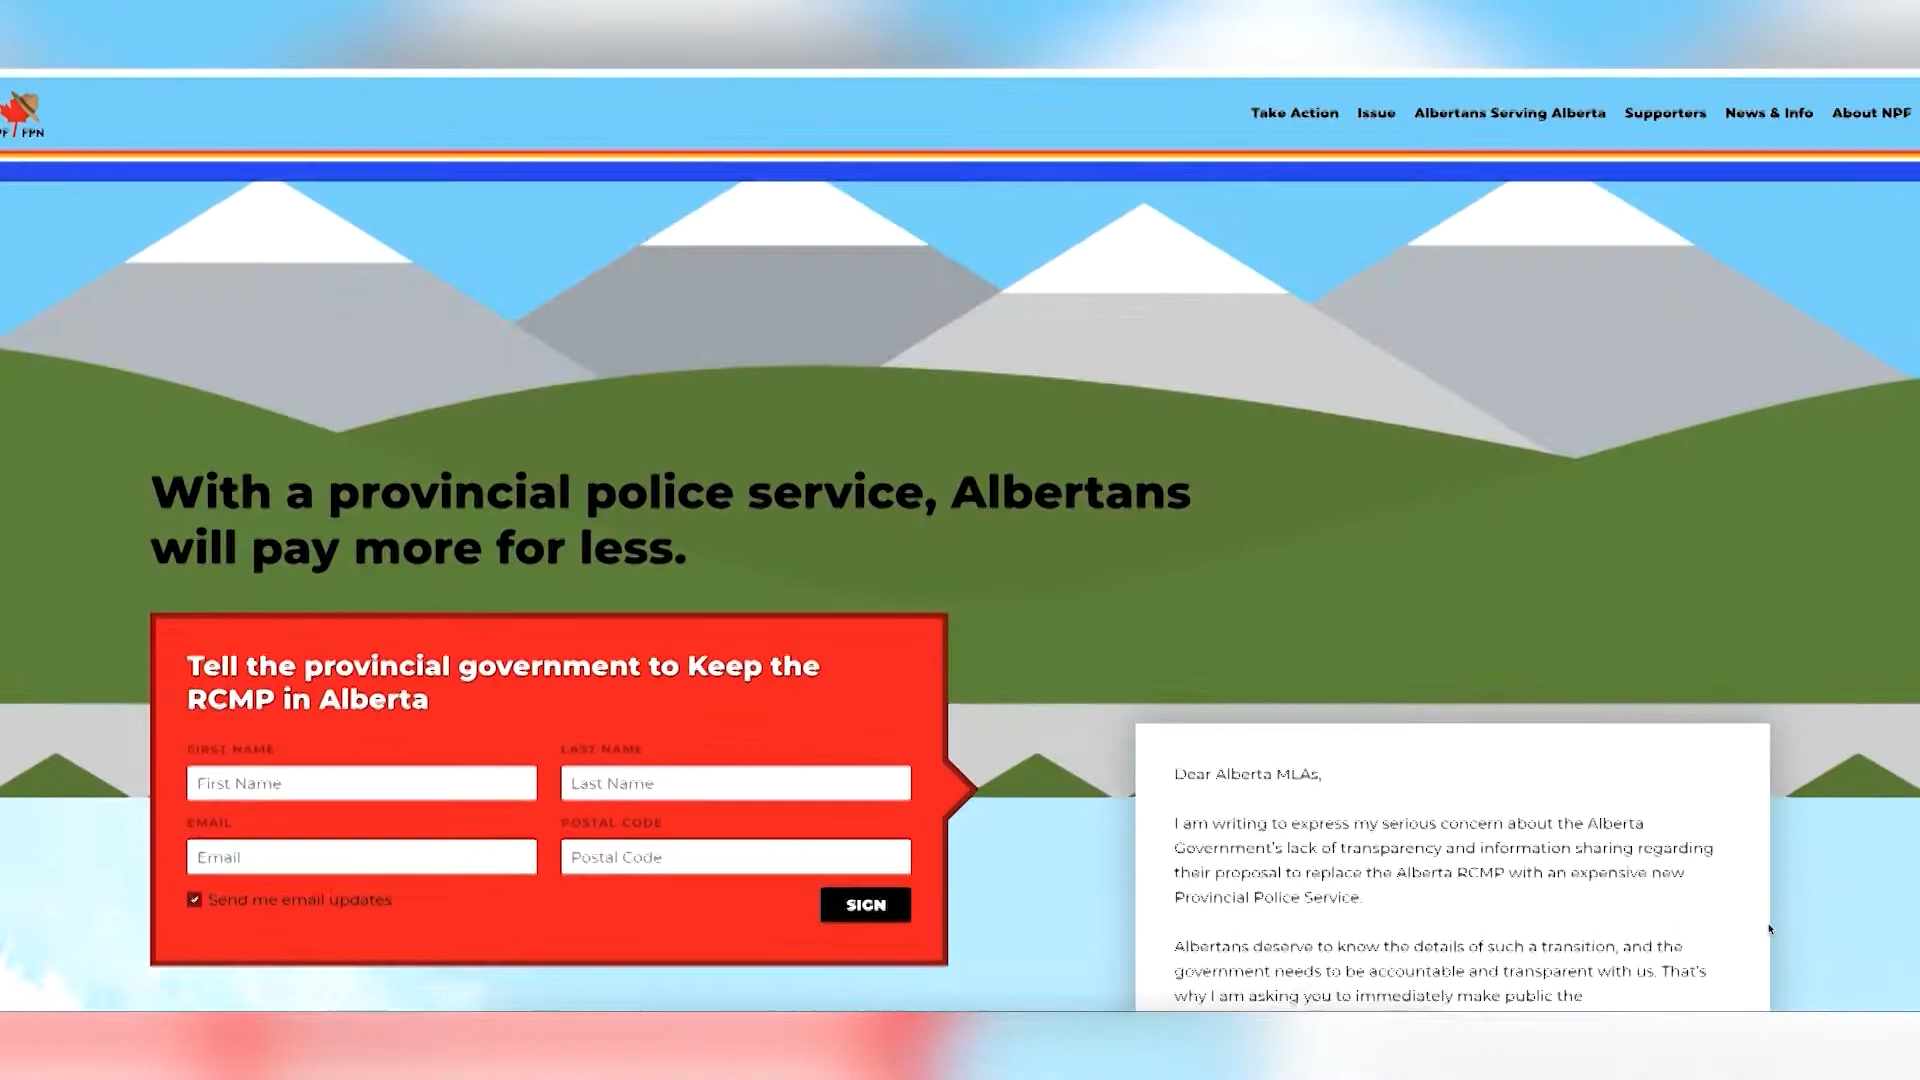 FPN
Take Action Issue Albertans Serving Alberta Supporters News & Info About NPF
With a provincial police service, Albertans
will pay more for less.
Tell the provincial government to Keep the
RCMP in Alberta
FIRST NAME LAST NAME
First Name Last Name
EMAIL POSTAL CODE
Email Postal Code
Send me email updates
SIGN
Dear Alberta MLAs,
I am writing to express my serious concern about the Alberta
Government's lack of transparency and information sharing regarding
their proposal to replace the Alberta RCMP with an expensive new
Provincial Police Service.
Albertans deserve to know the details of such a transition, and the
government needs to be accountable and transparent with us. That's
why I am asking you to immediately make public the